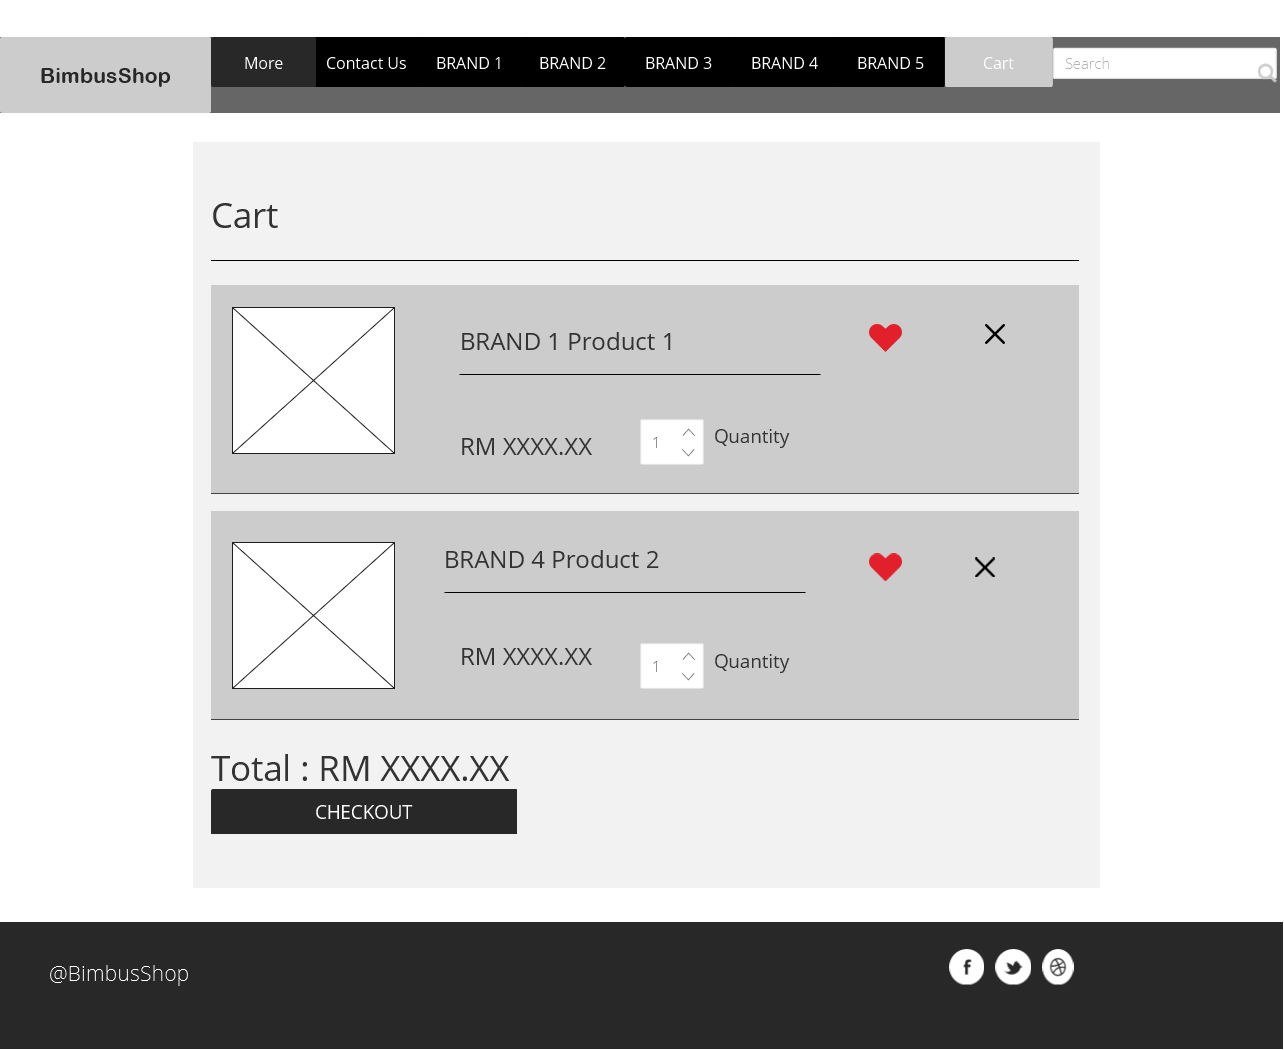 BimbusShop
More
Contact Us
BRAND 1
BRAND 2
BRAND 3
BRAND 4
BRAND 5
Cart
Search
Cart
BRAND 1 Product 1
RM XXXX.XX
1
Quantity
BRAND 4 Product 2
RM XXXX.XX
1
Quantity
Total : RM XXXX.XX
CHECKOUT
@BimbusShop
f